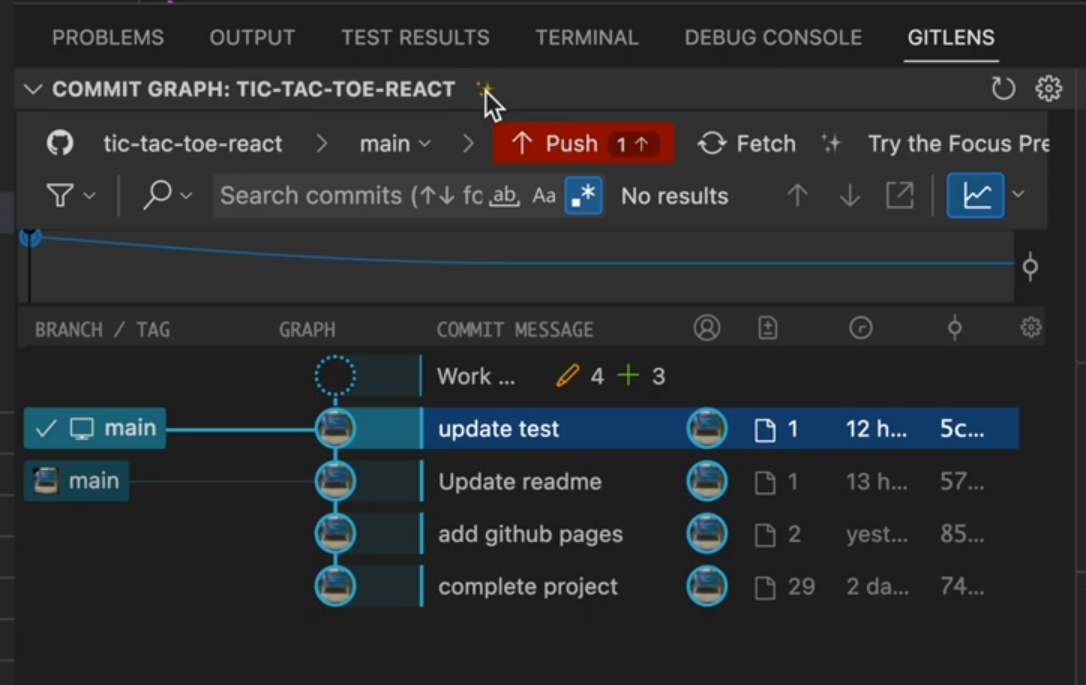 PROBLEMS OUTPUT TEST RESULTS TERMINAL DEBUG CONSOLE GITLENS
COMMIT GRAPH: TIC-TAC-TOE-REACT
tic-tac-toe-react > main > ↑ Push 1 ↑ Fetch Try the Focus Pre
Search commits (↑↓ fo ab Aa .* No results
BRANCH / TAG GRAPH COMMIT MESSAGE
Work ... 4 + 3
main update test 1 12 h... 5c...
main Update readme 1 13 h... 57...
add github pages 2 yest... 85...
complete project 29 2 da... 74...